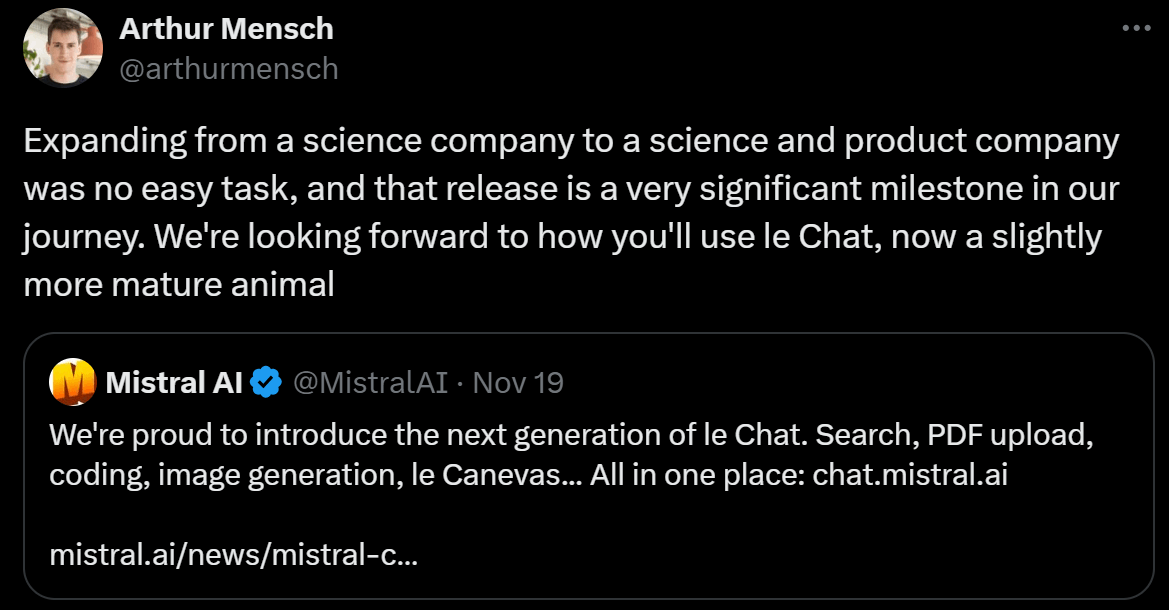 Arthur Mensch
@arthurmensch
Expanding from a science company to a science and product company
was no easy task, and that release is a very significant milestone in our
journey. We're looking forward to how you'll use le Chat, now a slightly
more mature animal
Mistral AI @MistralAI · Nov 19
We're proud to introduce the next generation of le Chat. Search, PDF upload,
coding, image generation, le Canevas... All in one place: chat.mistral.ai
mistral.ai/news/mistral-c...